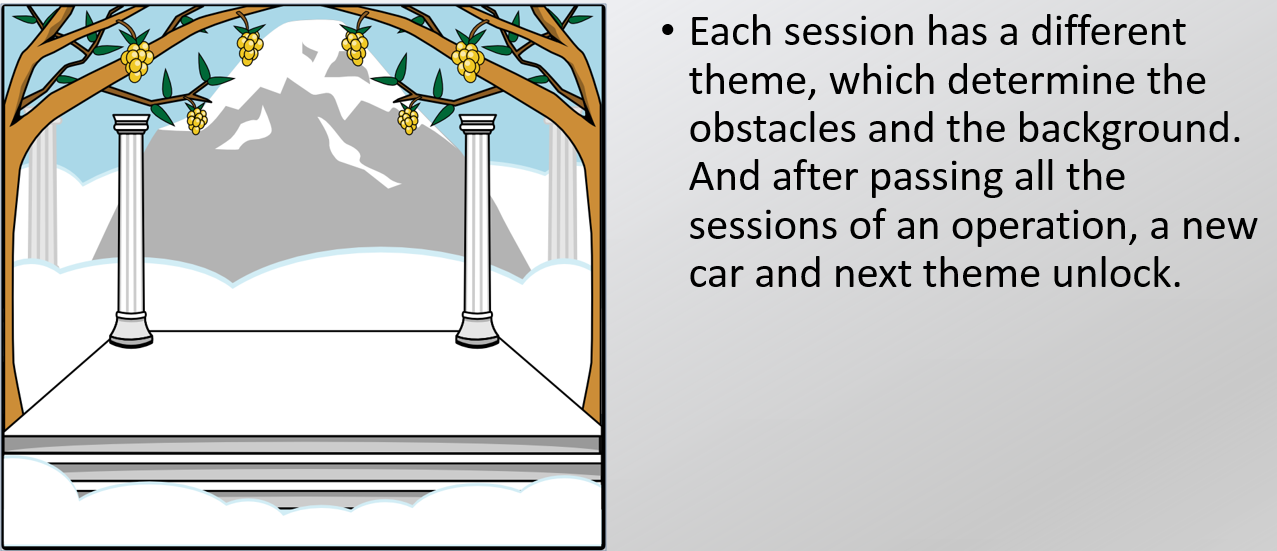 • Each session has a different
theme, which determine the
obstacles and the background.
And after passing all the
sessions of an operation, a new
car and next theme unlock.